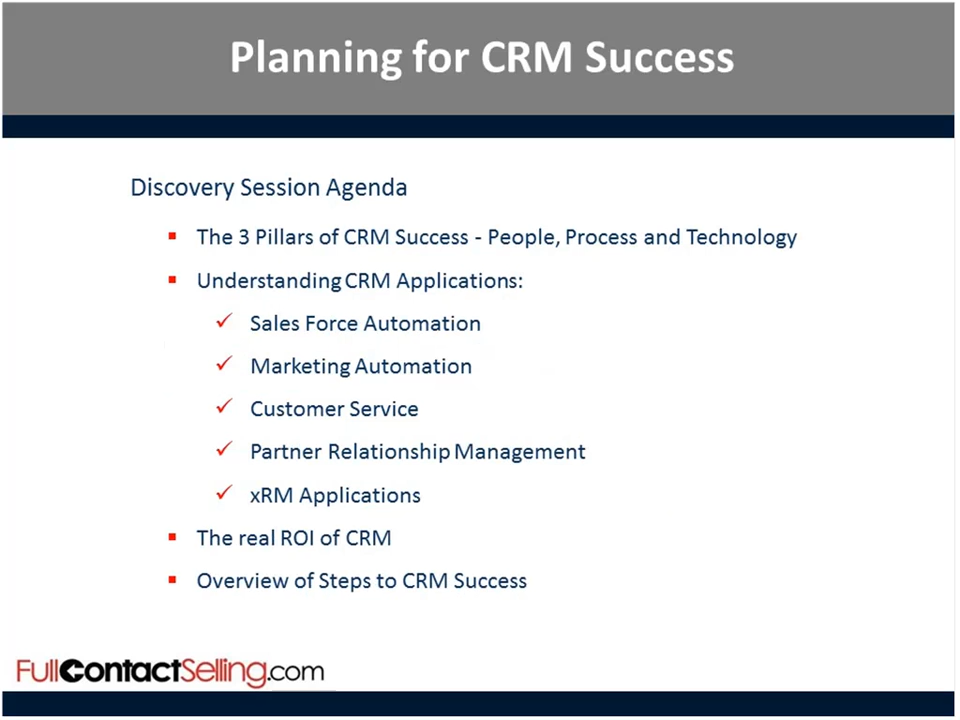 Planning for CRM Success
Discovery Session Agenda
The 3 Pillars of CRM Success - People, Process and Technology
Understanding CRM Applications:
Sales Force Automation
Marketing Automation
Customer Service
Partner Relationship Management
xRM Applications
The real ROI of CRM
Overview of Steps to CRM Success
FullContactSelling.com